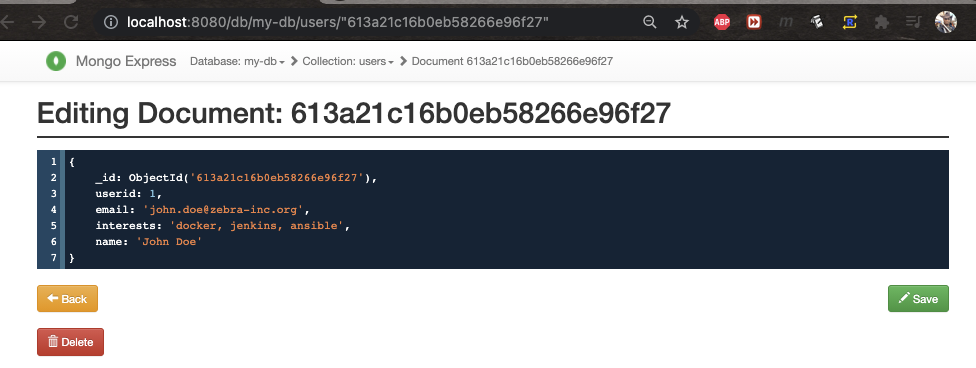 localhost:8080/db/my-db/users/"613a21c16b0eb58266e96f27"
ABP
m
R
Mongo Express Database: my-db Collection: users Document 613a21c16b0eb58266e96f27
Editing Document: 613a21c16b0eb58266e96f27
1 {
2 _id: ObjectId('613a21c16b0eb58266e96f27'),
3 userid: 1,
4 email: 'john.doe@zebra-inc.org',
5 interests: 'docker, jenkins, ansible',
6 name: 'John Doe'
7 }
Back
Save
Delete